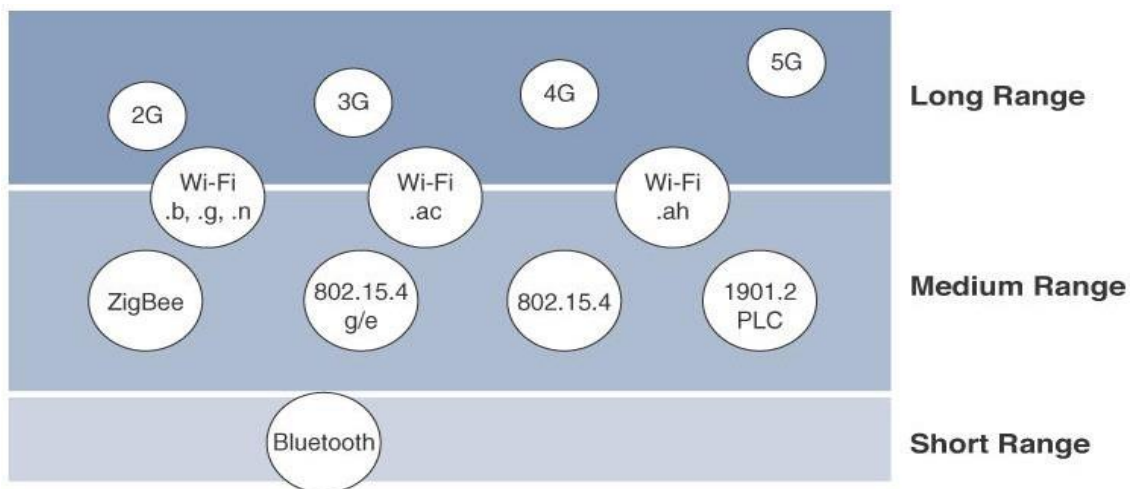 2G
3G
4G
5G
Long Range
Wi-Fi
.b, .g, .n
Wi-Fi
.ac
Wi-Fi
.ah
ZigBee
802.15.4
g/e
802.15.4
1901.2
PLC
Medium Range
Bluetooth
Short Range